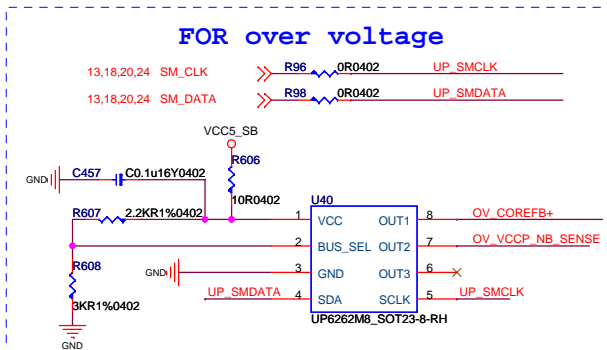 FOR over voltage
13,18,20,24 SM_CLK R96 0R0402 UP_SMCLK
13,18,20,24 SM_DATA R98 0R0402 UP_SMDATA
VCC5_SB
GND C457 C0.1u16Y0402 R606
10R0402
R607 2.2KR1%0402 U40
1 VCC OUT1 8 OV_COREFB+
2 BUS_SEL OUT2 7 OV_VCCP_NB_SENSE
R608 GND 3 GND OUT3 6
UP_SMDATA 4 SDA SCLK 5 UP_SMCLK
3KR1%0402
UP6262M8_SOT23-8-RH
GND